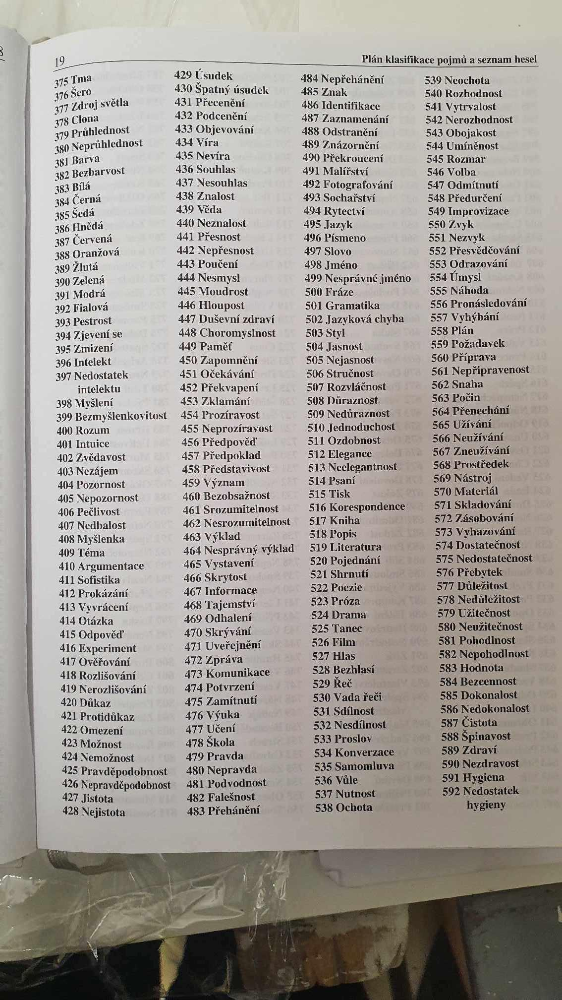 19
Plán klasifikace pojmů a seznam hesel
375 Tma
376 Šero
377 Zdroj světla
378 Clona
379 Průhlednost
380 Neprůhlednost
381 Barva
382 Bezbarvost
383 Bílá
384 Černá
385 Šedá
386 Hnědá
387 Červená
388 Oranžová
389 Žlutá
390 Zelená
391 Modrá
392 Fialová
393 Pestrost
394 Zjevení se
395 Zmizení
396 Intelekt
397 Nedostatek
intelektu
398 Myšlení
399 Bezmyšlenkovitost
400 Rozum
401 Intuice
402 Zvědavost
403 Nezájem
404 Pozornost
405 Nepozornost
406 Pečlivost
407 Nedbalost
408 Myšlenka
409 Téma
410 Argumentace
411 Sofistika
412 Prokázání
413 Vyvrácení
414 Otázka
415 Odpověď
416 Experiment
417 Ověřování
418 Rozlišování
419 Nerozlišování
420 Důkaz
421 Protidůkaz
422 Omezení
423 Možnost
424 Nemožnost
425 Pravděpodobnost
426 Nepravděpodobnost
427 Jistota
428 Nejistota
429 Úsudek
430 Špatný úsudek
431 Přecenění
432 Podcenění
433 Objevování
434 Víra
435 Nevíra
436 Souhlas
437 Nesouhlas
438 Znalost
439 Věda
440 Neznalost
441 Přesnost
442 Nepřesnost
443 Poučení
444 Nesmysl
445 Moudrost
446 Hloupost
447 Duševní zdraví
448 Choromyslnost
449 Paměť
450 Zapomnění
451 Očekávání
452 Překvapení
453 Zklamání
454 Prozíravost
455 Neprozíravost
456 Předpověď
457 Předpoklad
458 Představivost
459 Význam
460 Bezobsažnost
461 Srozumitelnost
462 Nesrozumitelnost
463 Výklad
464 Nesprávný výklad
465 Vystavení
466 Skrytost
467 Informace
468 Tajemství
469 Odhalení
470 Skrývání
471 Uveřejnění
472 Zpráva
473 Komunikace
474 Potvrzení
475 Zamítnutí
476 Výuka
477 Učení
478 Škola
479 Pravda
480 Nepravda
481 Podvodnost
482 Falešnost
483 Přehánění
484 Nepřehánění
485 Znak
486 Identifikace
487 Zaznamenání
488 Odstranění
489 Znázornění
490 Překroucení
491 Malířství
492 Fotografování
493 Sochařství
494 Rytectví
495 Jazyk
496 Písmeno
497 Slovo
498 Jméno
499 Nesprávné jméno
500 Fráze
501 Gramatika
502 Jazyková chyba
503 Styl
504 Jasnost
505 Nejasnost
506 Stručnost
507 Rozvláčnost
508 Důraznost
509 Nedůraznost
510 Jednoduchost
511 Ozdobnost
512 Elegance
513 Neelegantnost
514 Psaní
515 Tisk
516 Korespondence
517 Kniha
518 Popis
519 Literatura
520 Pojednání
521 Shrnutí
522 Poezie
523 Próza
524 Drama
525 Tanec
526 Film
527 Hlas
528 Bezhlasí
529 Řeč
530 Vada řeči
531 Sdílnost
532 Nesdílnost
533 Proslov
534 Konverzace
535 Samomluva
536 Vůle
537 Nutnost
538 Ochota
539 Neochota
540 Rozhodnost
541 Vytrvalost
542 Nerozhodnost
543 Obojakost
544 Umíněnost
545 Rozmar
546 Volba
547 Odmítnutí
548 Předurčení
549 Improvizace
550 Zvyk
551 Nezvyk
552 Přesvědčování
553 Odrazování
554 Úmysl
555 Náhoda
556 Pronásledování
557 Vyhýbání
558 Plán
559 Požadavek
560 Příprava
561 Nepřipravenost
562 Snaha
563 Počin
564 Přenechání
565 Užívání
566 Neužívání
567 Zneužívání
568 Prostředek
569 Nástroj
570 Materiál
571 Skladování
572 Zásobování
573 Vyhazování
574 Dostatečnost
575 Nedostatečnost
576 Přebytek
577 Důležitost
578 Nedůležitost
579 Užitečnost
580 Neužitečnost
581 Pohodlnost
582 Nepohodlnost
583 Hodnota
584 Bezcennost
585 Dokonalost
586 Nedokonalost
587 Čistota
588 Špinavost
589 Zdraví
590 Nezdravost
591 Hygiena
592 Nedostatek
hygieny